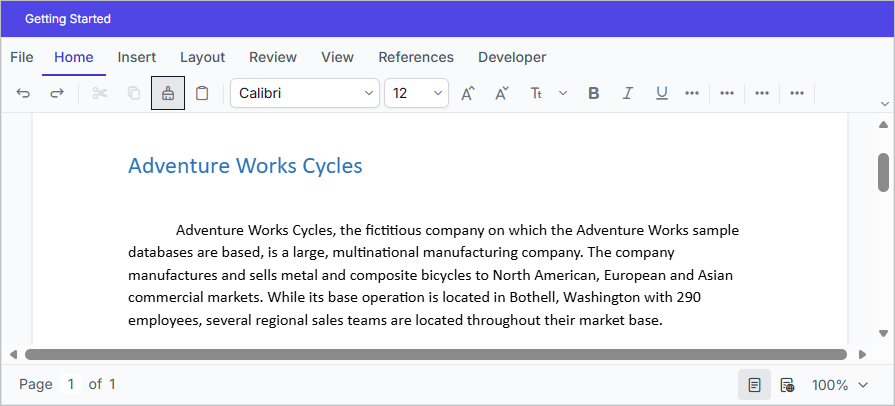 Getting Started
File Home Insert Layout Review View References Developer
Calibri 12 A A Tt B I U
Adventure Works Cycles
Adventure Works Cycles, the fictitious company on which the Adventure Works sample
databases are based, is a large, multinational manufacturing company. The company
manufactures and sells metal and composite bicycles to North American, European and Asian
commercial markets. While its base operation is located in Bothell, Washington with 290
employees, several regional sales teams are located throughout their market base.
Page 1 of 1 100%